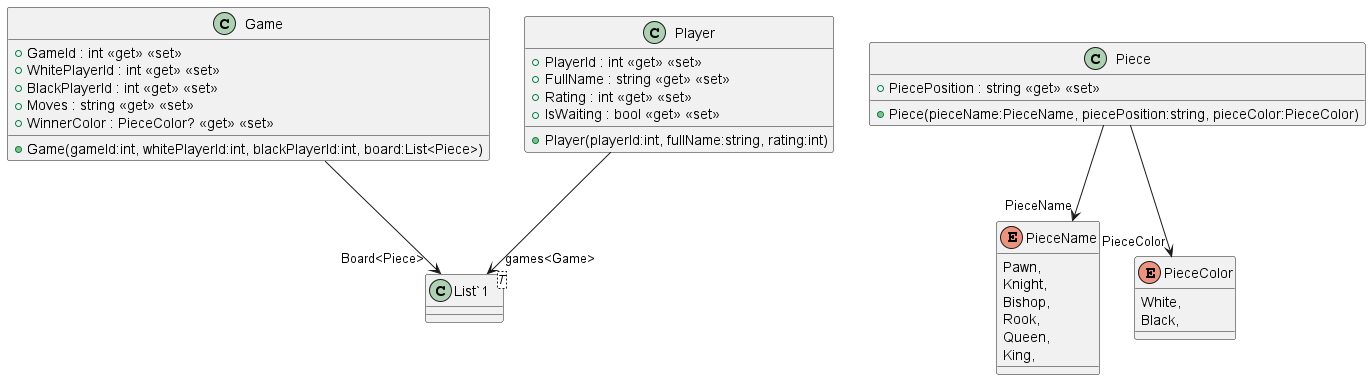 C Game
GameId : int «get» «set»
WhitePlayerId : int «get» «set»
BlackPlayerId : int «get» «set»
Moves : string «get» «set»
WinnerColor : PieceColor? «get» «set»
Game(gameId:int, whitePlayerId:int, blackPlayerId:int, board:List<Piece>)
C Player
PlayerId : int «get» «set»
FullName : string «get» «set»
Rating : int «get» «set»
IsWaiting : bool «get» «set»
Player(playerId:int, fullName:string, rating:int)
C Piece
PiecePosition : string «get» «set»
Piece(pieceName:PieceName, piecePosition:string, pieceColor:PieceColor)
Board<Piece>
games<Game>
C List`1
T
PieceName
PieceColor
E PieceName
Pawn,
Knight,
Bishop,
Rook,
Queen,
King,
E PieceColor
White,
Black,